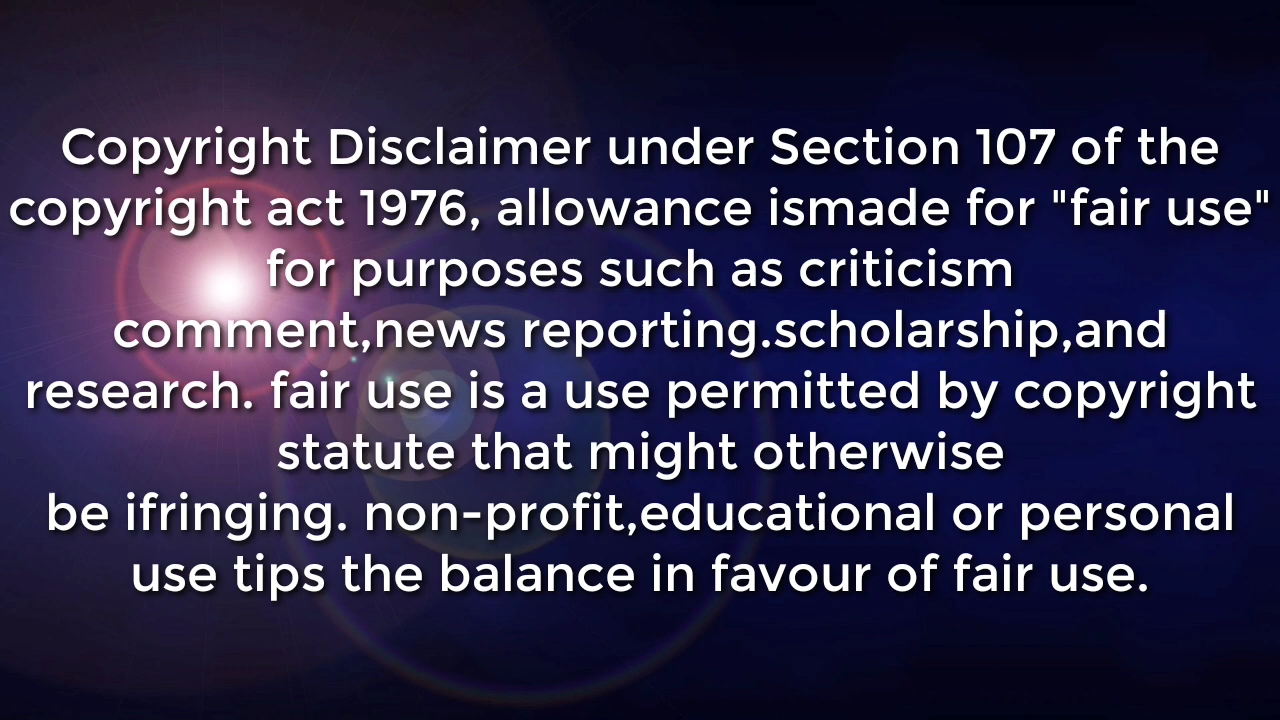 Copyright Disclaimer under Section 107 of the
copyright act 1976, allowance ismade for "fair use"
for purposes such as criticism
comment,news reporting.scholarship,and
research. fair use is a use permitted by copyright
statute that might otherwise
be ifringing. non-profit,educational or personal
use tips the balance in favour of fair use.